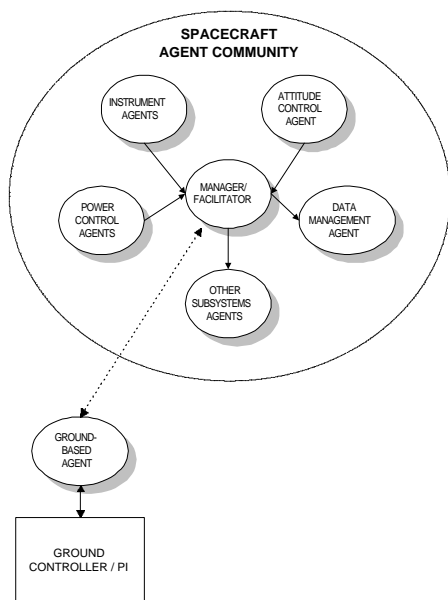 SPACECRAFT
AGENT COMMUNITY
INSTRUMENT
AGENTS
ATTITUDE
CONTROL
AGENT
MANAGER/
FACILITATOR
POWER
CONTROL
AGENTS
DATA
MANAGEMENT
AGENT
OTHER
SUBSYSTEMS
AGENTS
GROUND-
BASED
AGENT
GROUND
CONTROLLER / PI